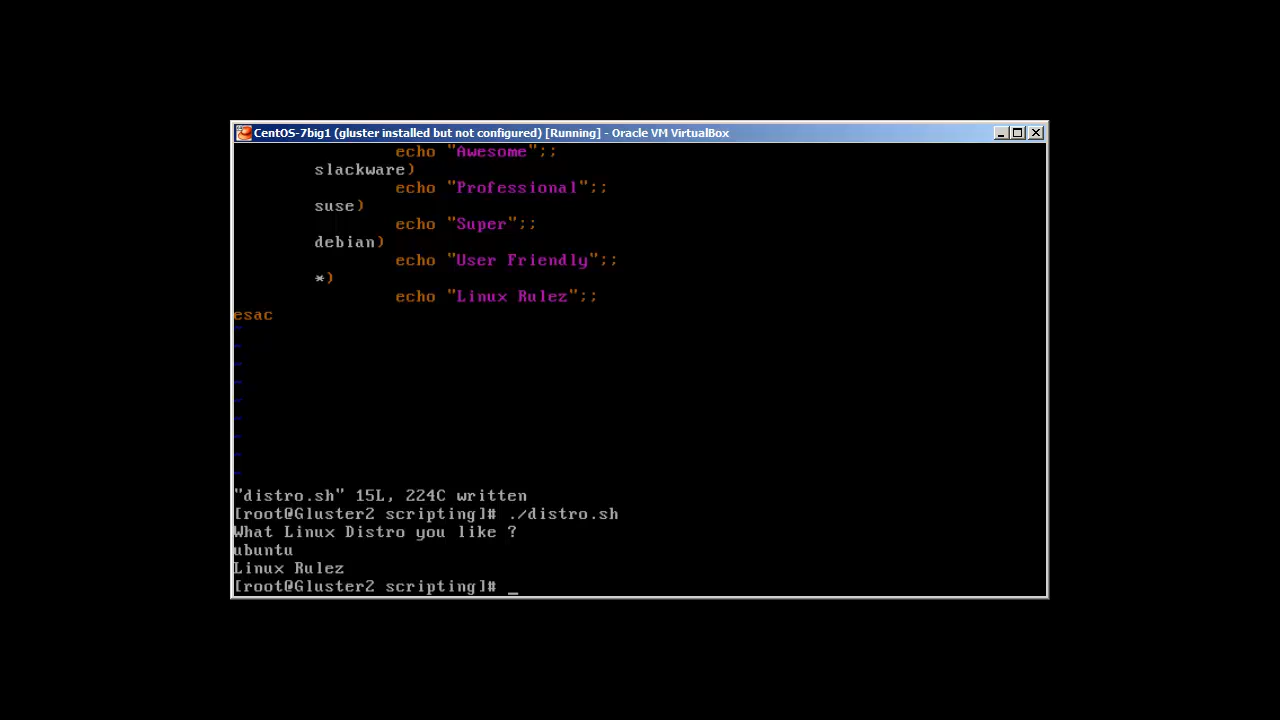 CentOS-7big1 (gluster installed but not configured) [Running] - Oracle VM VirtualBox
echo "Awesome";;
slackware)
echo "Professional";;
suse)
echo "Super";;
debian)
echo "User Friendly";;
*)
echo "Linux Rulez";;
esac
~
~
~
~
~
~
~
~
~
"distro.sh" 15L, 224C written
[root@Gluster2 scripting]# ./distro.sh
What Linux Distro you like ?
ubuntu
Linux Rulez
[root@Gluster2 scripting]# _